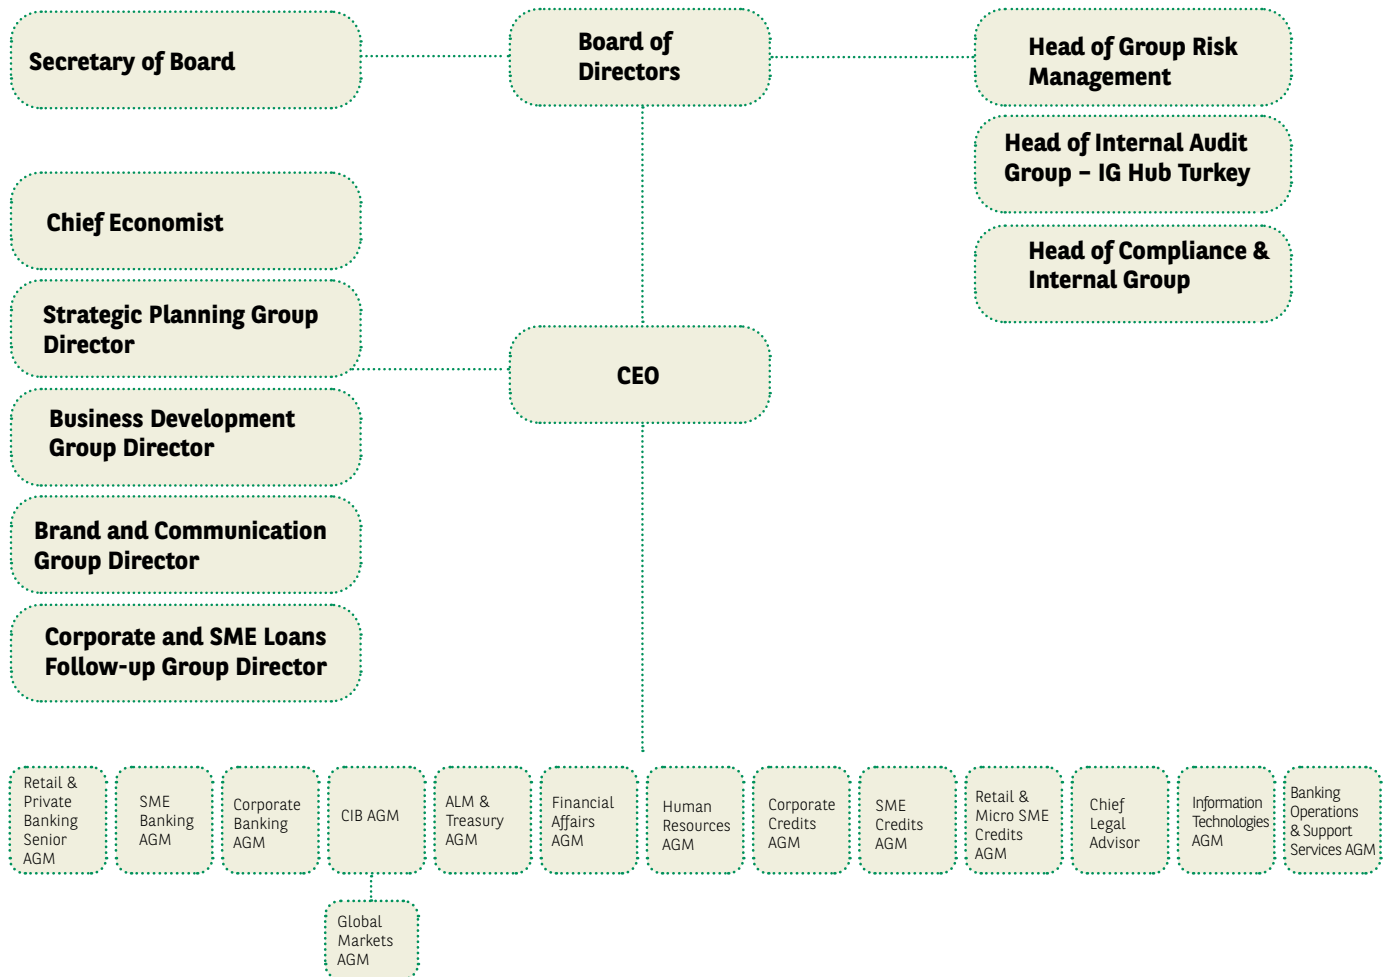 Secretary of Board
Board of
Directors
Head of Group Risk
Management
Head of Internal Audit
Group – IG Hub Turkey
Head of Compliance &
Internal Group
Chief Economist
Strategic Planning Group
Director
Business Development
Group Director
Brand and Communication
Group Director
Corporate and SME Loans
Follow-up Group Director
CEO
Retail &
Private
Banking
Senior
AGM
SME
Banking
AGM
Corporate
Banking
AGM
CIB AGM
ALM &
Treasury
AGM
Financial
Affairs
AGM
Human
Resources
AGM
Corporate
Credits
AGM
SME
Credits
AGM
Retail &
Micro SME
Credits
AGM
Chief
Legal
Advisor
Information
Technologies
AGM
Banking
Operations
& Support
Services AGM
Global
Markets
AGM